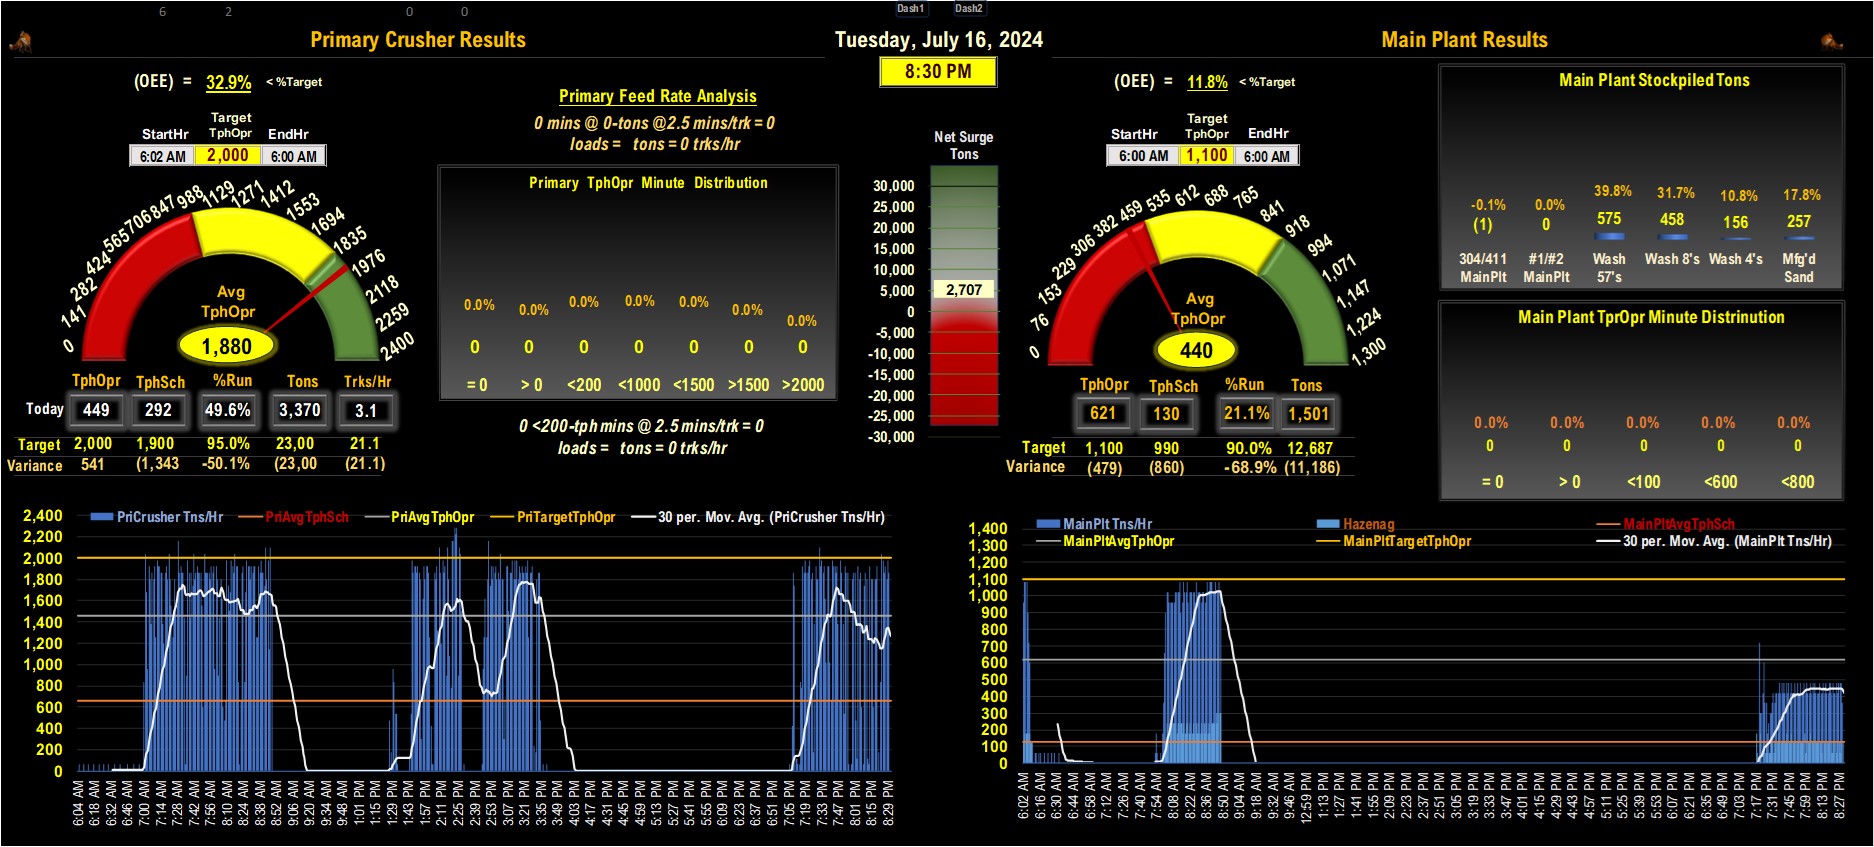 6 2 0 0 Dash1 Dash2
Primary Crusher Results
Tuesday, July 16, 2024
Main Plant Results
8:30 PM
(OEE) = 32.9% < %Target
Target
StartHr TphOpr EndHr
6:02 AM 2,000 6:00 AM
0 141 282 424 565 706 847 988 1129 1271 1412 1553 1694 1835 1976 2118 2259 2400
Avg
TphOpr
1,880
TphOpr TphSch %Run Tons Trks/Hr
Today 449 292 49.6% 3,370 3.1
Target 2,000 1,900 95.0% 23,00 21.1
Variance 541 (1,343 -50.1% (23,00 (21.1)
Primary Feed Rate Analysis
0 mins @ 0-tons @2.5 mins/trk = 0
loads = tons = 0 trks/hr
Primary TphOpr Minute Distribution
0.0% 0.0% 0.0% 0.0% 0.0% 0.0% 0.0%
0 0 0 0 0 0 0
= 0 > 0 <200 <1000 <1500 >1500 >2000
0 <200-tph mins @ 2.5 mins/trk = 0
loads = tons = 0 trks/hr
Net Surge
Tons
30,000
25,000
20,000
15,000
10,000
5,000
2,707
0
-5,000
-10,000
-15,000
-20,000
-25,000
-30,000
(OEE) = 11.8% < %Target
Target
StartHr TphOpr EndHr
6:00 AM 1,100 6:00 AM
0 76 153 229 306 382 459 535 612 688 765 841 918 994 1,071 1,147 1,224 1,300
Avg
TphOpr
440
TphOpr TphSch %Run Tons
621 130 21.1% 1,501
Target 1,100 990 90.0% 12,687
Variance (479) (860) -68.9% (11,186)
Main Plant Stockpiled Tons
-0.1% 0.0% 39.8% 31.7% 10.8% 17.8%
(1) 0 575 458 156 257
304/411 #1/#2 Wash Wash 8's Wash 4's Mfg'd
MainPlt MainPlt 57's Sand
Main Plant TprOpr Minute Distrinution
0.0% 0.0% 0.0% 0.0% 0.0%
0 0 0 0 0
= 0 > 0 <100 <600 <800
PriCrusher Tns/Hr PriAvgTphSch PriAvgTphOpr PriTargetTphOpr 30 per. Mov. Avg. (PriCrusher Tns/Hr)
2,400
2,200
2,000
1,800
1,600
1,400
1,200
1,000
800
600
400
200
0
6:04 AM 6:18 AM 6:32 AM 6:46 AM 7:00 AM 7:14 AM 7:28 AM 7:42 AM 7:56 AM 8:10 AM 8:24 AM 8:38 AM 8:52 AM 9:06 AM 9:20 AM 9:34 AM 9:48 AM 1:01 PM 1:15 PM 1:29 PM 1:43 PM 1:57 PM 2:11 PM 2:25 PM 2:39 PM 2:53 PM 3:07 PM 3:21 PM 3:35 PM 3:49 PM 4:03 PM 4:17 PM 4:31 PM 4:45 PM 4:59 PM 5:13 PM 5:27 PM 5:41 PM 5:55 PM 6:09 PM 6:23 PM 6:37 PM 6:51 PM 7:05 PM 7:19 PM 7:33 PM 7:47 PM 8:01 PM 8:15 PM 8:29 PM
MainPlt Tns/Hr Hazenag MainPltAvgTphSch
MainPltAvgTphOpr MainPltTargetTphOpr 30 per. Mov. Avg. (MainPlt Tns/Hr)
1,400
1,300
1,200
1,100
1,000
900
800
700
600
500
400
300
200
100
0
6:02 AM 6:16 AM 6:30 AM 6:44 AM 6:58 AM 7:12 AM 7:26 AM 7:40 AM 7:54 AM 8:08 AM 8:22 AM 8:36 AM 8:50 AM 9:04 AM 9:18 AM 9:32 AM 9:46 AM 12:59 PM 1:13 PM 1:27 PM 1:41 PM 1:55 PM 2:09 PM 2:23 PM 2:37 PM 2:51 PM 3:05 PM 3:19 PM 3:33 PM 3:47 PM 4:01 PM 4:15 PM 4:29 PM 4:43 PM 4:57 PM 5:11 PM 5:25 PM 5:39 PM 5:53 PM 6:07 PM 6:21 PM 6:35 PM 6:49 PM 7:03 PM 7:17 PM 7:31 PM 7:45 PM 7:59 PM 8:13 PM 8:27 PM